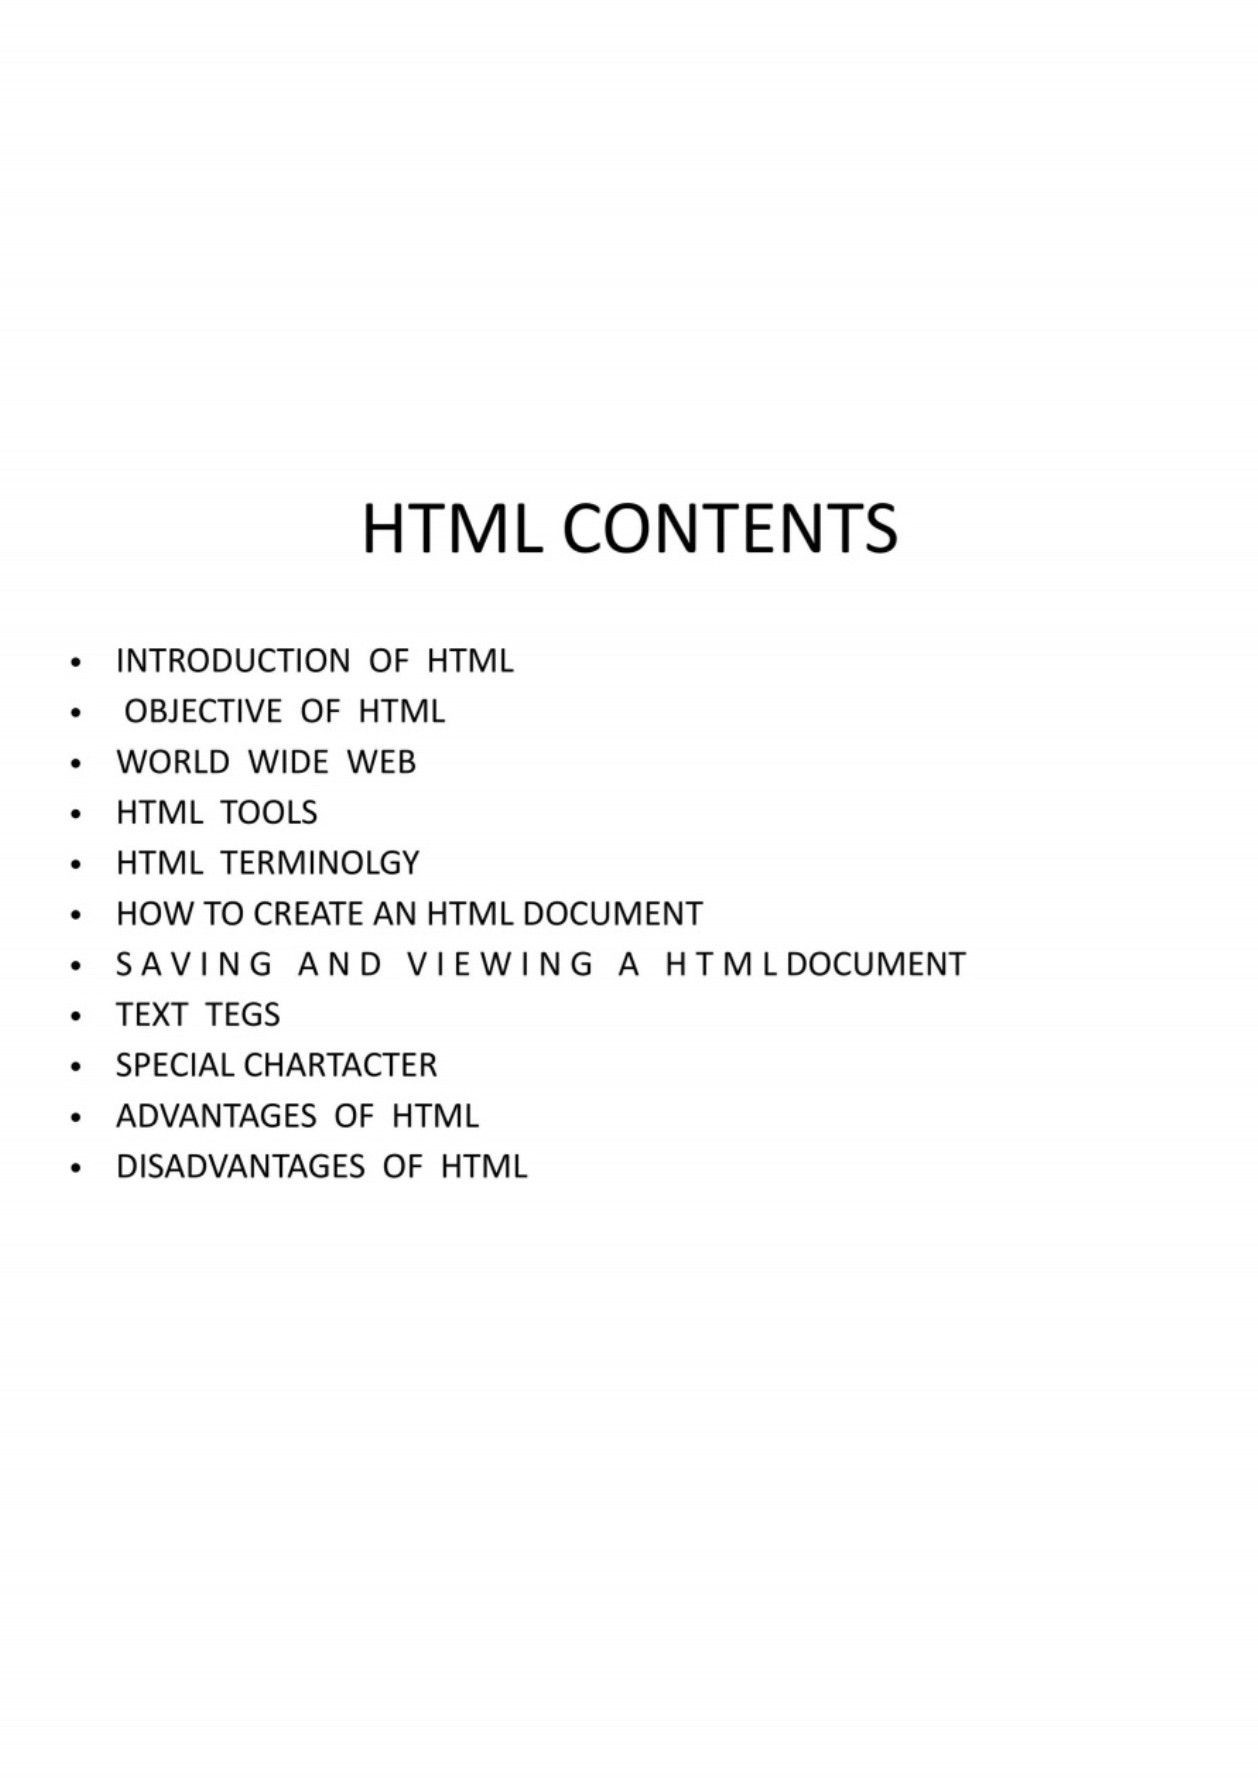 HTML CONTENTS
• INTRODUCTION OF HTML
• OBJECTIVE OF HTML
• WORLD WIDE WEB
• HTML TOOLS
• HTML TERMINOLGY
• HOW TO CREATE AN HTML DOCUMENT
• S A V I N G A N D V I E W I N G A H T M L DOCUMENT
• TEXT TEGS
• SPECIAL CHARTACTER
• ADVANTAGES OF HTML
• DISADVANTAGES OF HTML